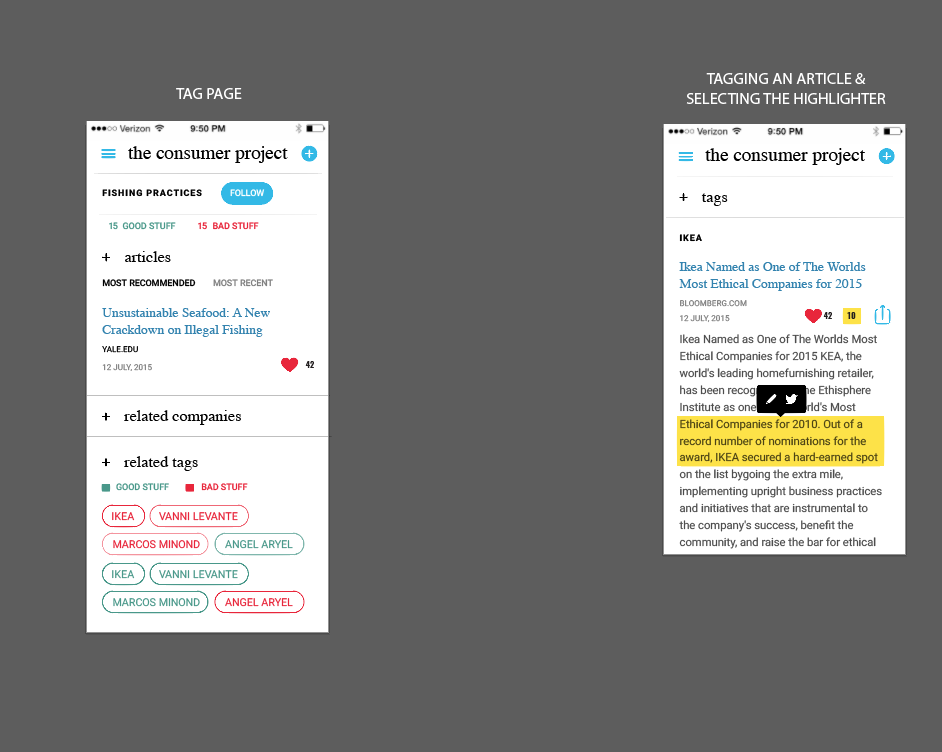 TAG PAGE
Verizon 9:50 PM
the consumer project
FISHING PRACTICES FOLLOW
15 GOOD STUFF 15 BAD STUFF
+ articles
MOST RECOMMENDED MOST RECENT
Unsustainable Seafood: A New
Crackdown on Illegal Fishing
YALE.EDU
12 JULY, 2015 42
+ related companies
+ related tags
GOOD STUFF BAD STUFF
IKEA VANNI LEVANTE
MARCOS MINOND ANGEL ARYEL
IKEA VANNI LEVANTE
MARCOS MINOND ANGEL ARYEL
TAGGING AN ARTICLE &
SELECTING THE HIGHLIGHTER
Verizon 9:50 PM
the consumer project
+ tags
IKEA
Ikea Named as One of The Worlds
Most Ethical Companies for 2015
BLOOMBERG.COM
12 JULY, 2015 42 10
Ikea Named as One of The Worlds Most
Ethical Companies for 2015 KEA, the
world's leading homefurnishing retailer,
has been Ethisphere
Institute as Most
Ethical Companies for 2010. Out of a
record number of nominations for the
award, IKEA secured a hard-earned spot
on the list bygoing the extra mile,
implementing upright business practices
and initiatives that are instrumental to
the company's success, benefit the
community, and raise the bar for ethical